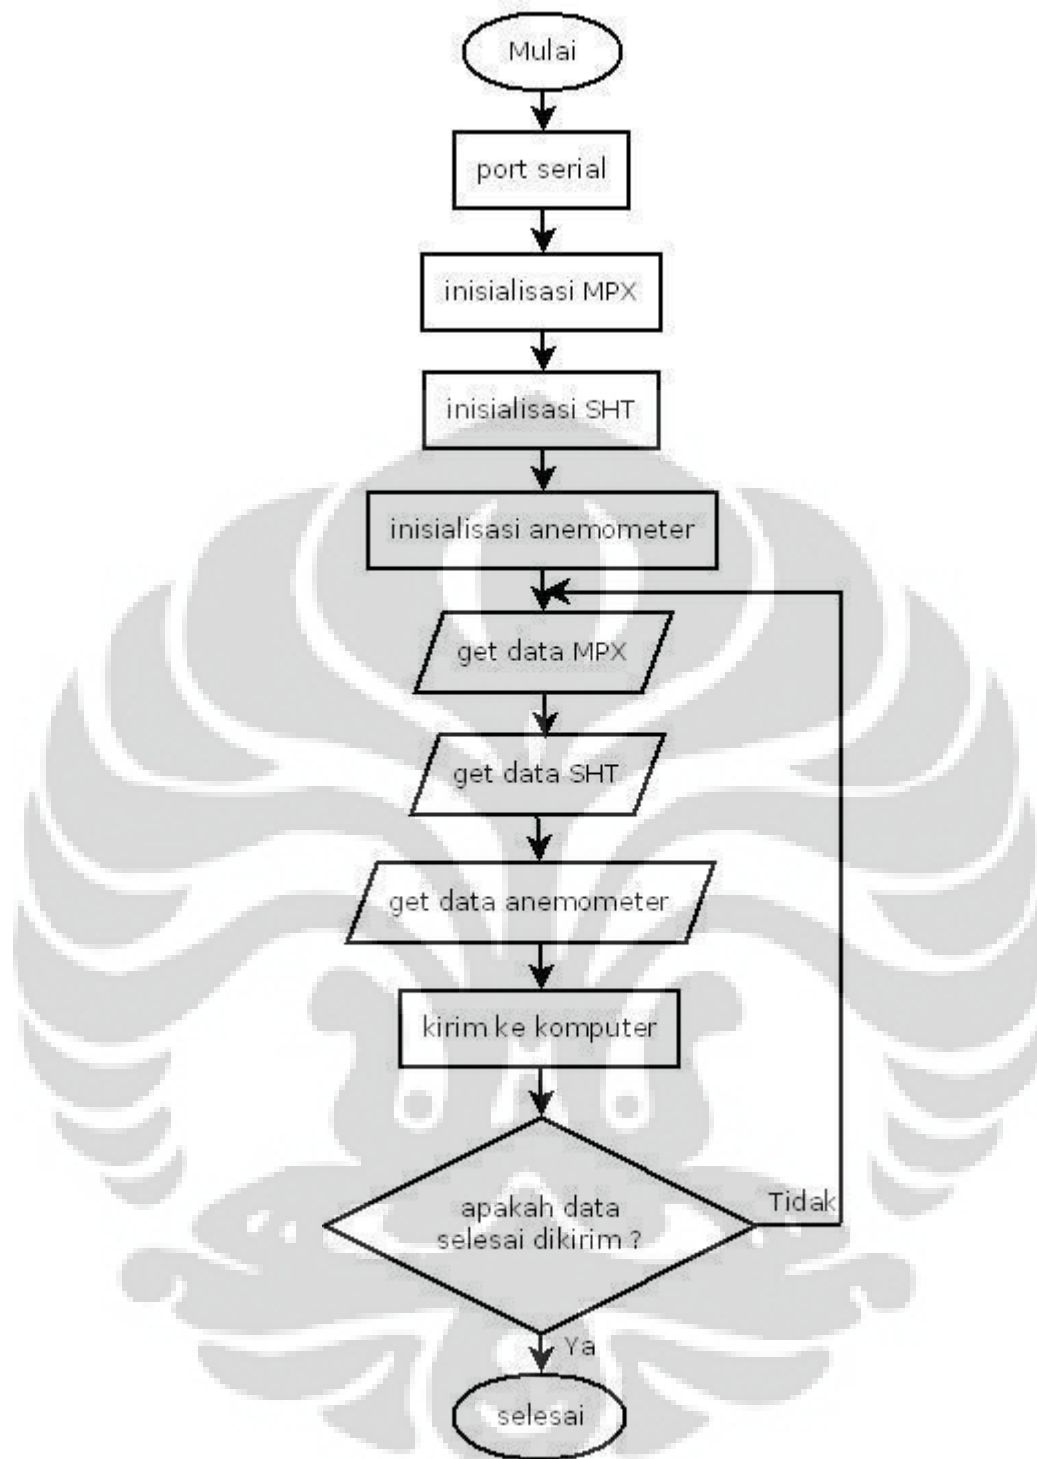 Mulai
port serial
inisialisasi MPX
inisialisasi SHT
inisialisasi anemometer
get data MPX
get data SHT
get data anemometer
kirim ke komputer
apakah data
selesai dikirim ?
Tidak
Ya
selesai